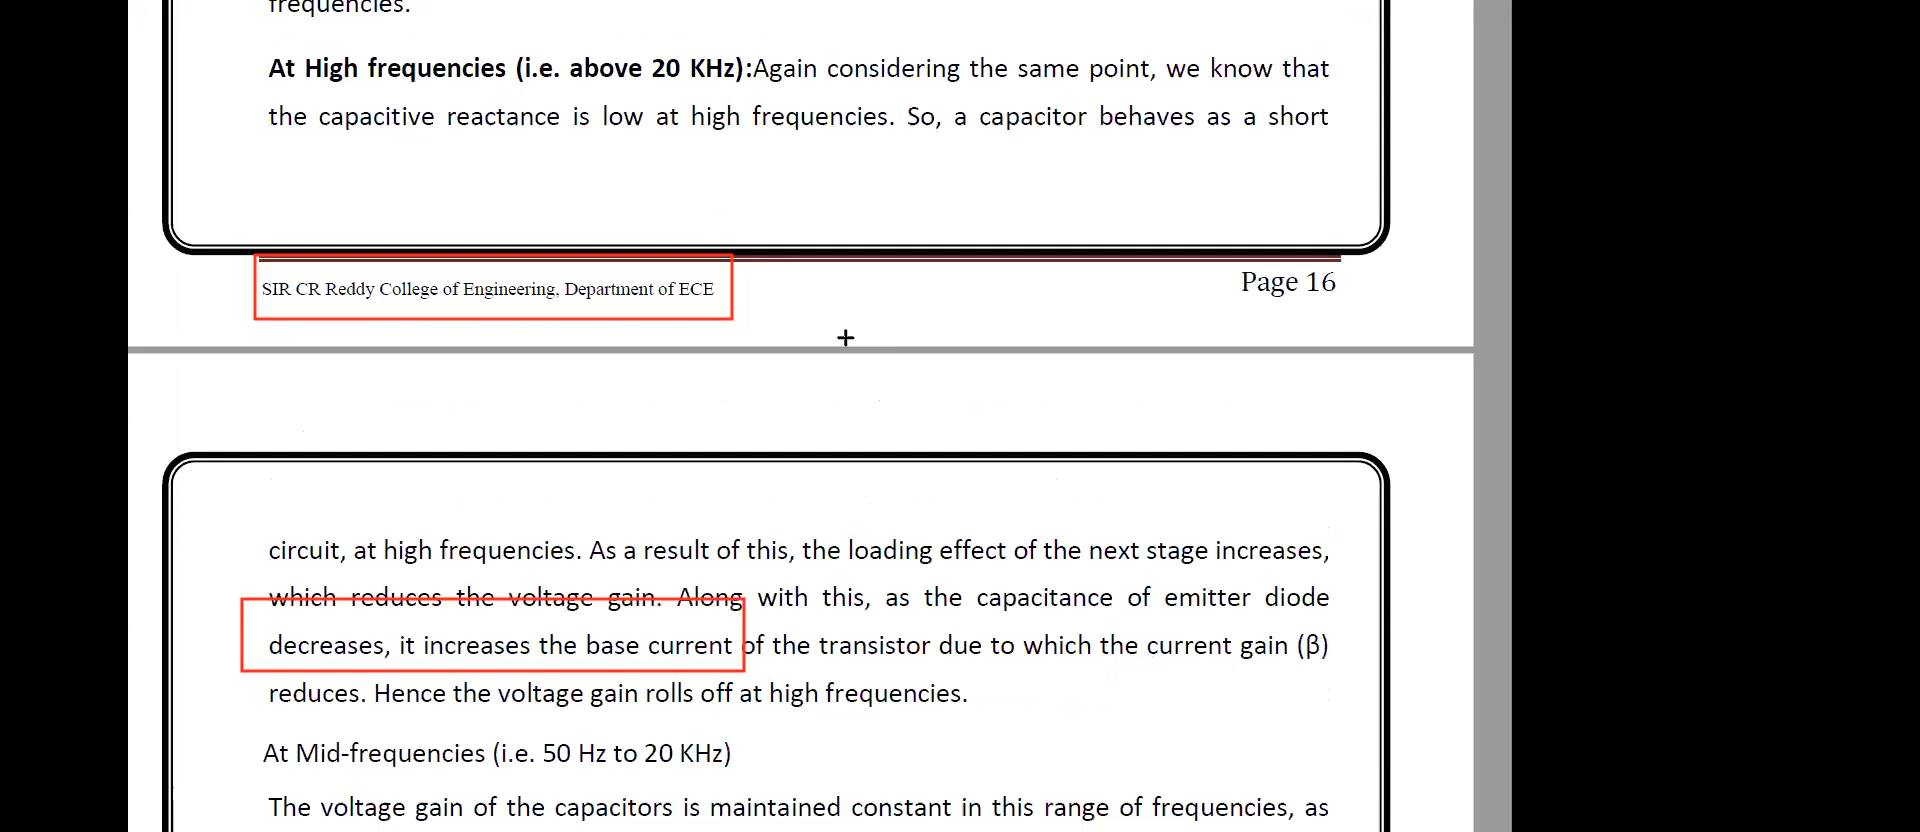 frequencies.
At High frequencies (i.e. above 20 KHz):Again considering the same point, we know that
the capacitive reactance is low at high frequencies. So, a capacitor behaves as a short
SIR CR Reddy College of Engineering, Department of ECE
Page 16
circuit, at high frequencies. As a result of this, the loading effect of the next stage increases,
which reduces the voltage gain. Along with this, as the capacitance of emitter diode
decreases, it increases the base current of the transistor due to which the current gain (β)
reduces. Hence the voltage gain rolls off at high frequencies.
At Mid-frequencies (i.e. 50 Hz to 20 KHz)
The voltage gain of the capacitors is maintained constant in this range of frequencies, as